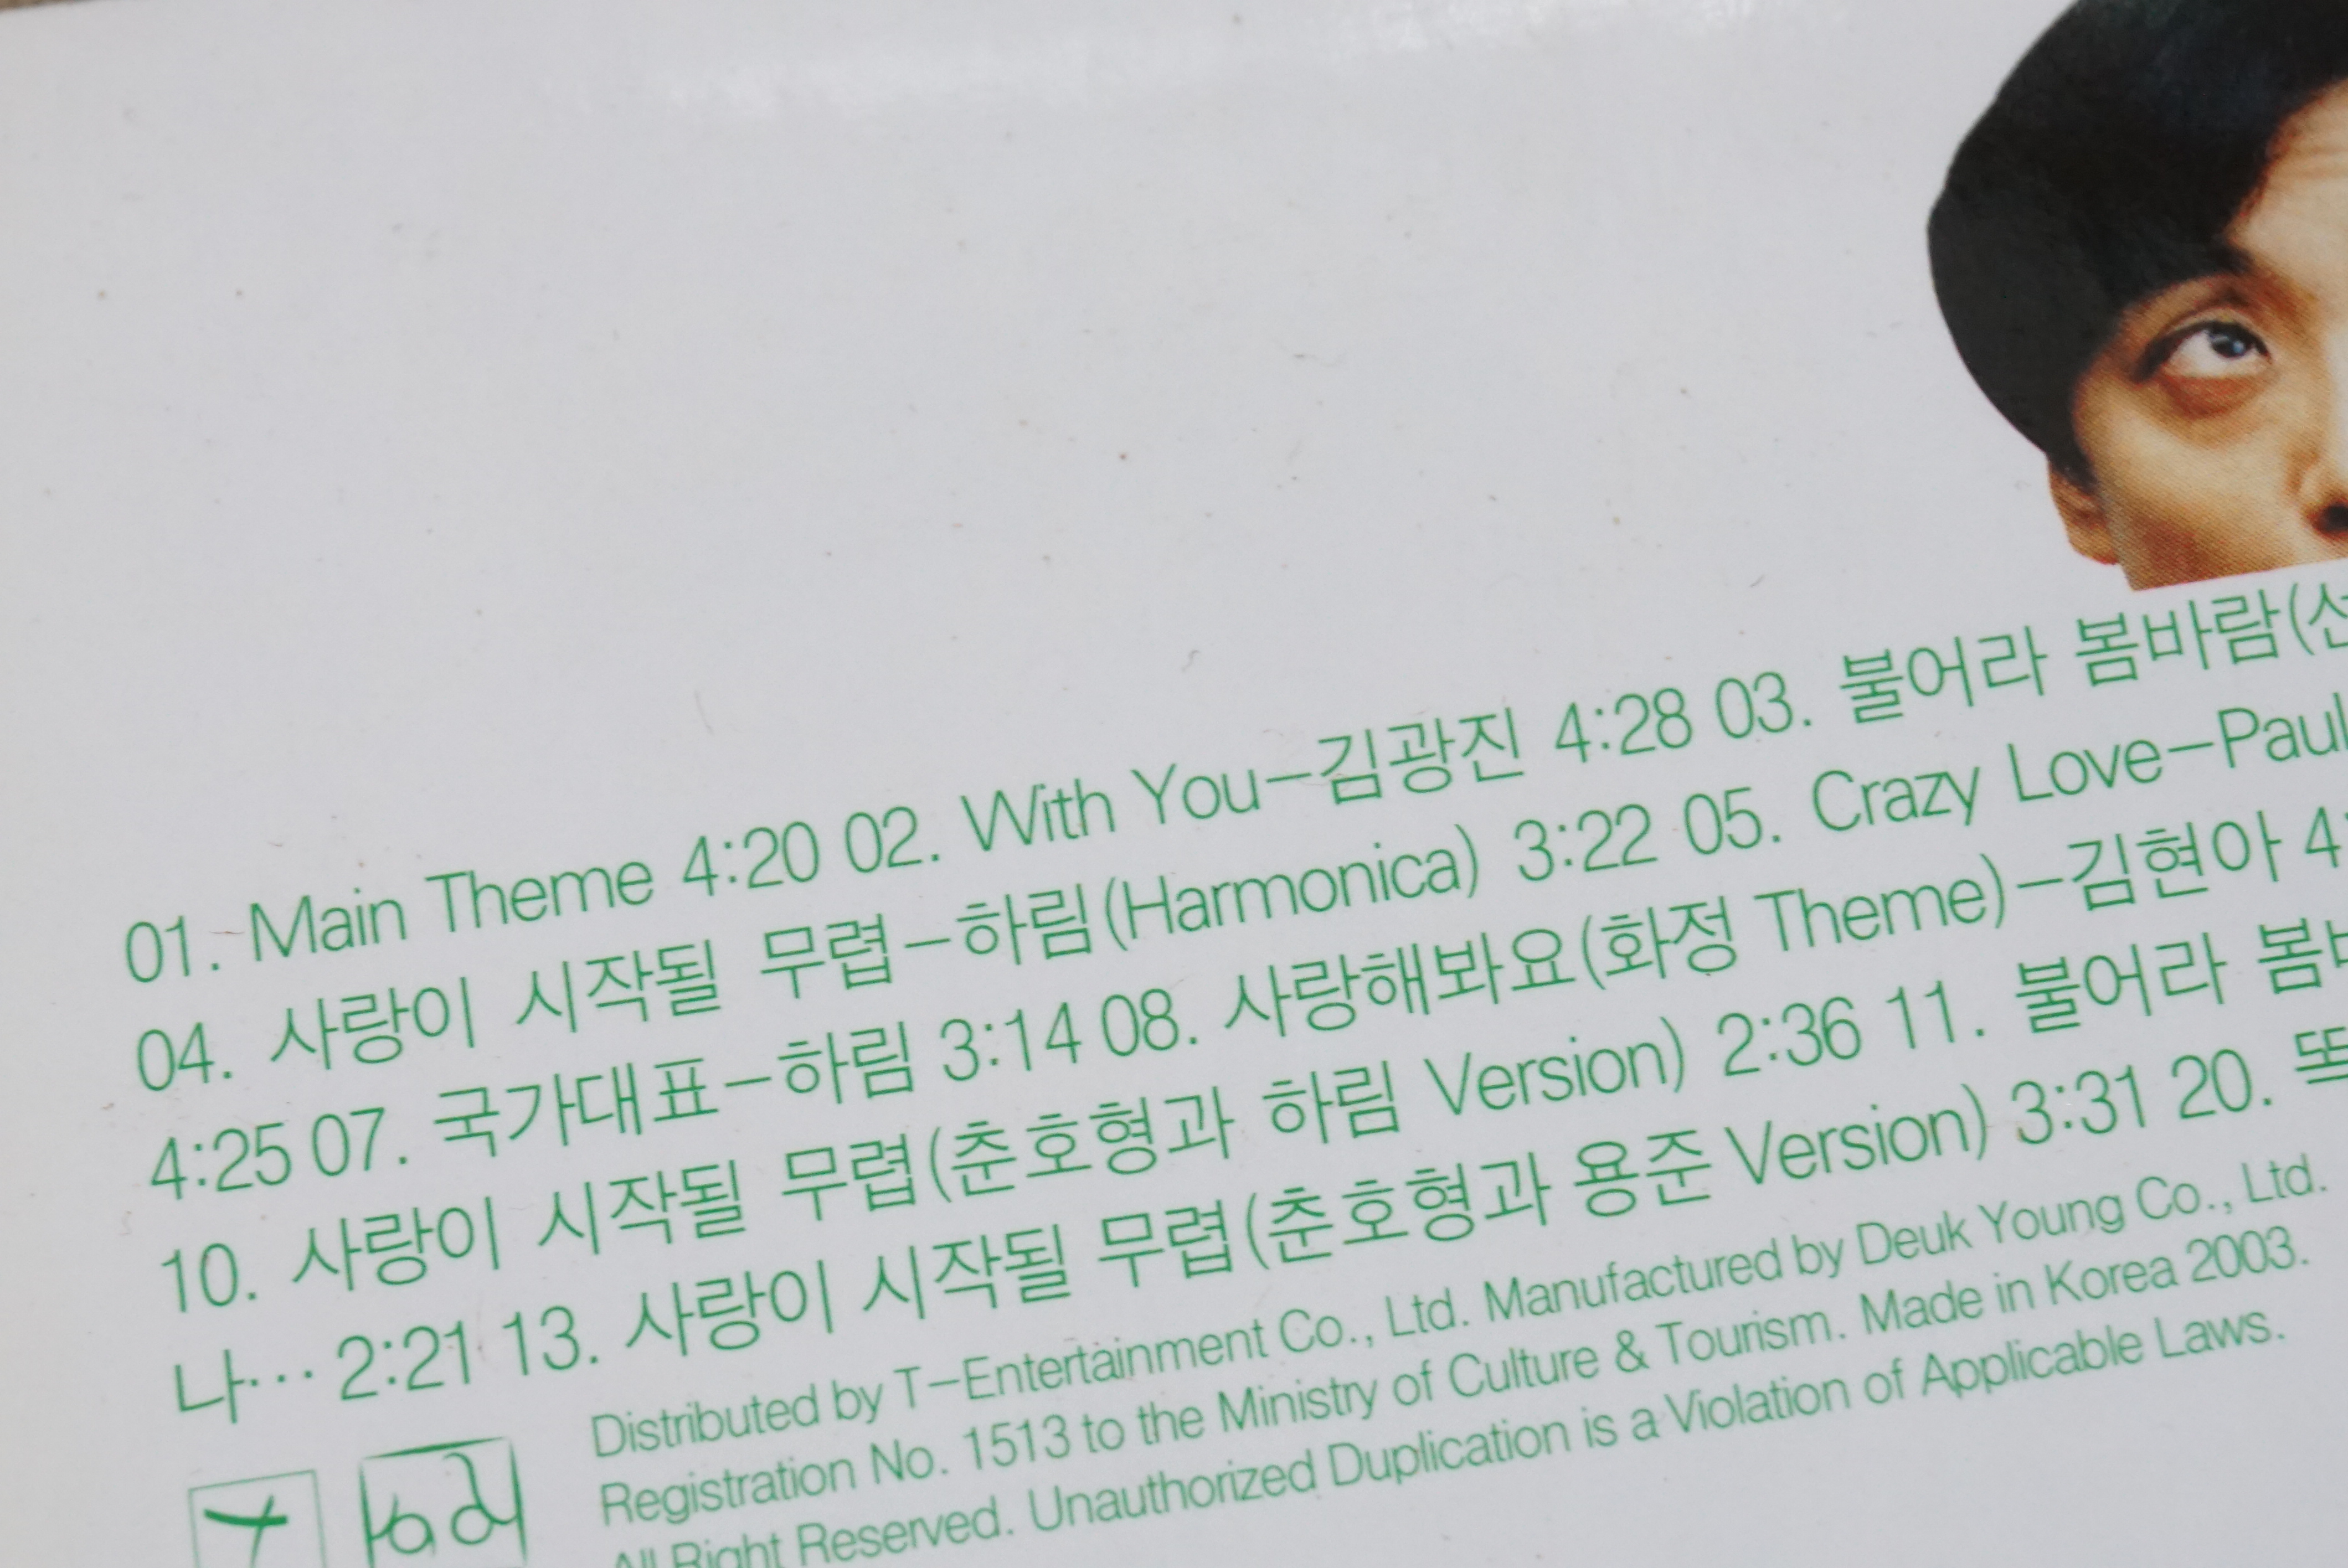 01. Main Theme 4:20 02. With You-김광진 4:28 03. 불어라 봄바람(선
04. 사랑이 시작될 무렵-하림(Harmonica) 3:22 05. Crazy Love-Paul
4:25 07. 국가대표-하림 3:14 08. 사랑해봐요(화정 Theme)-김현아 4:
10. 사랑이 시작될 무렵(춘호형과 하림 Version) 2:36 11. 불어라 봄바
나… 2:21 13. 사랑이 시작될 무렵(춘호형과 용준 Version) 3:31 20. 똑
Distributed by T-Entertainment Co., Ltd. Manufactured by Deuk Young Co., Ltd.
Registration No. 1513 to the Ministry of Culture & Tourism. Made in Korea 2003.
All Right Reserved. Unauthorized Duplication is a Violation of Applicable Laws.